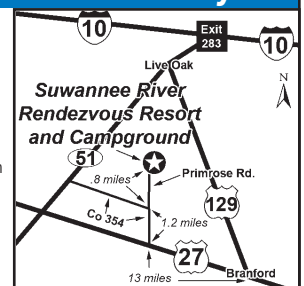 10
Exit
283
10
Live Oak
N
Suwannee River
Rendezvous Resort
and Campground
51
.8 miles
Primrose Rd.
Co 354
1.2 miles
129
27
Branford
13 miles